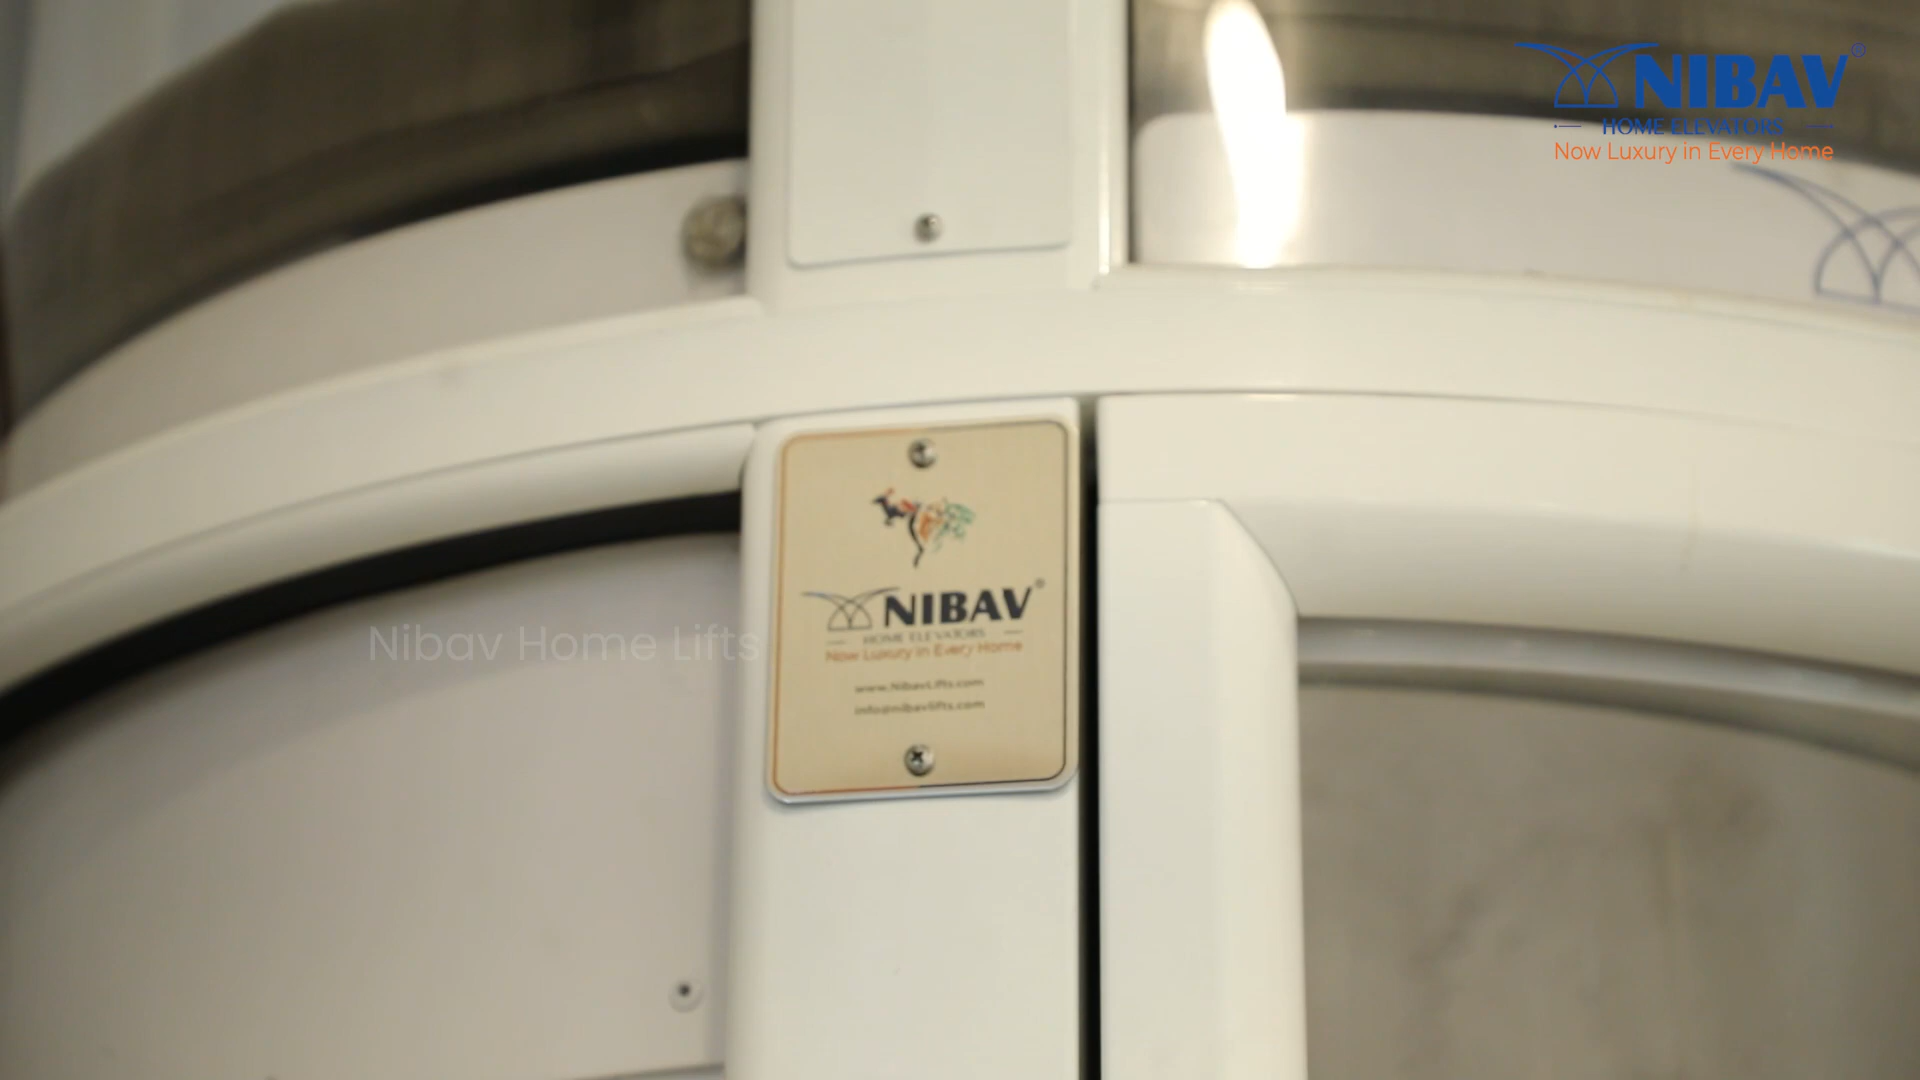 NIBAV®
HOME ELEVATORS
Now Luxury in Every Home
NIBAV®
HOME ELEVATORS
Now Luxury in Every Home
www.NibavLifts.com
info@nibavlifts.com
Nibav Home Lifts